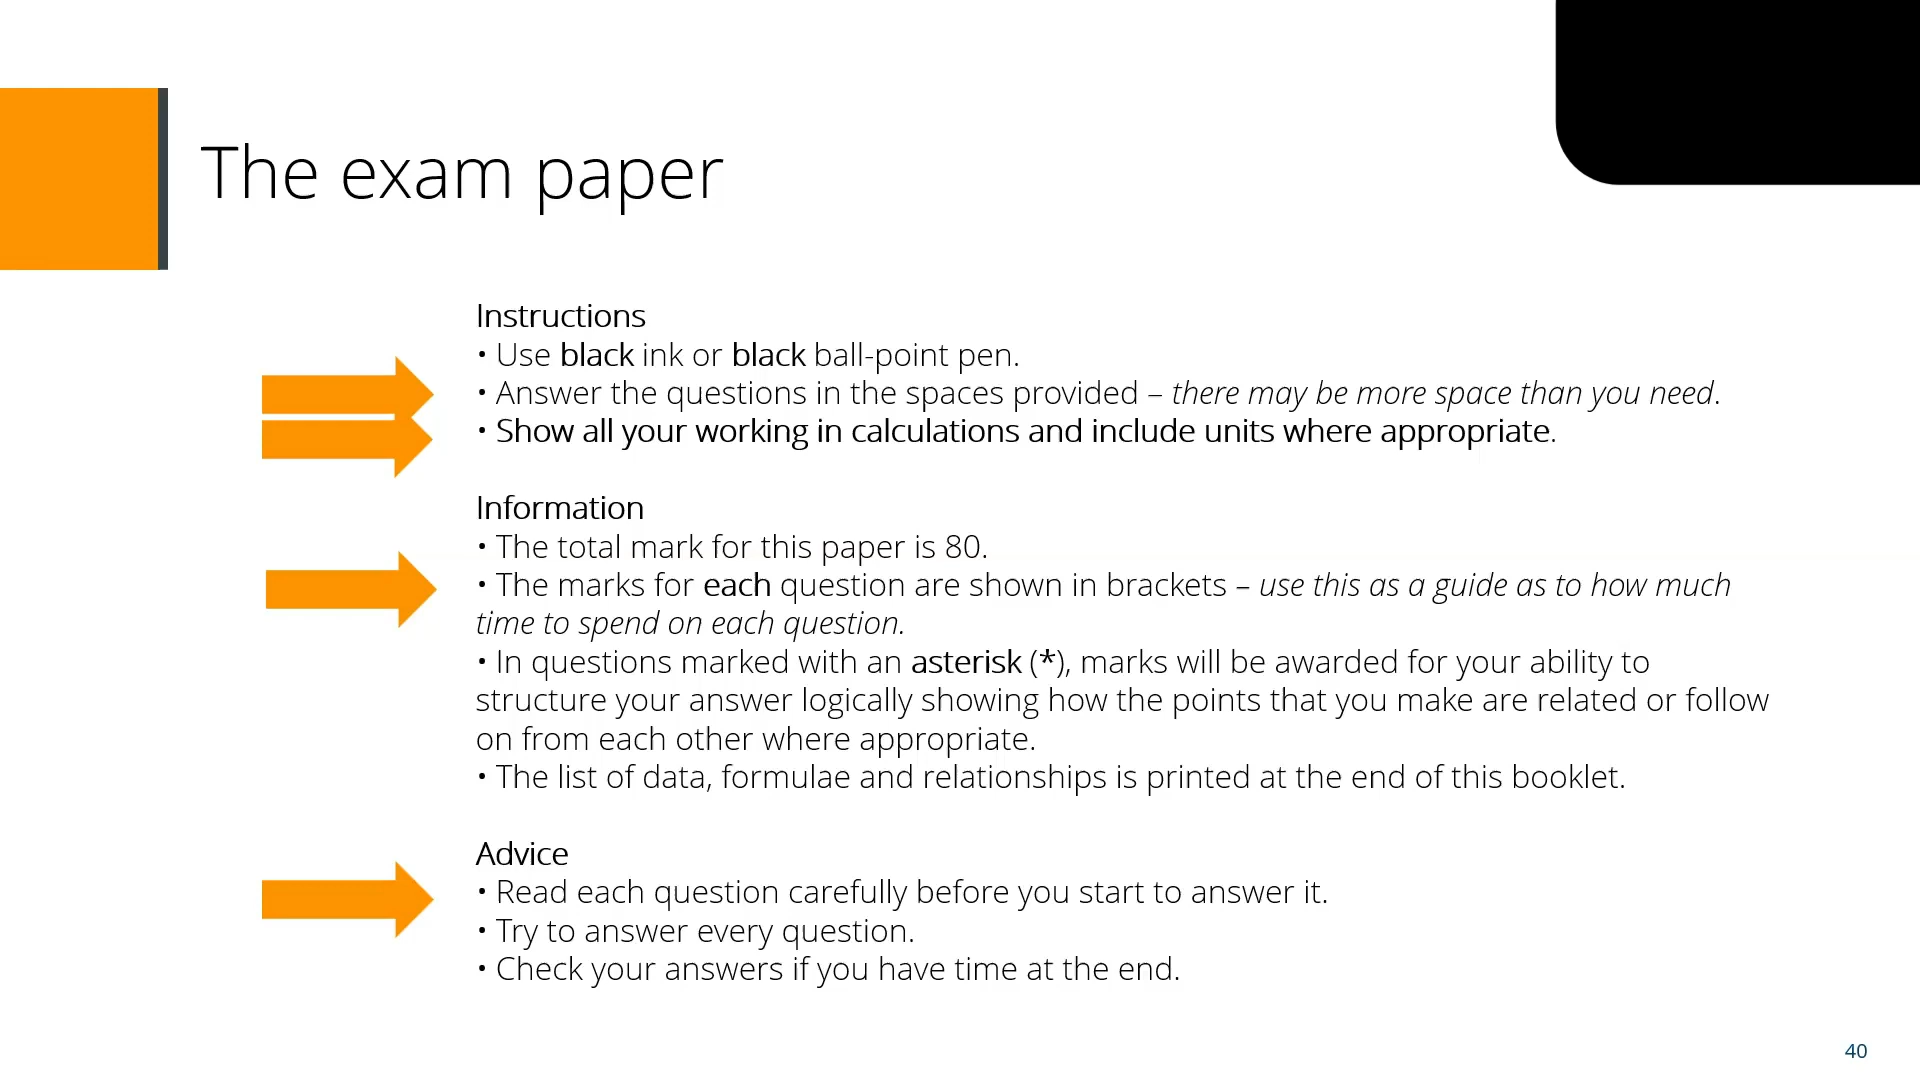 The exam paper
Instructions
• Use black ink or black ball-point pen.
• Answer the questions in the spaces provided – there may be more space than you need.
• Show all your working in calculations and include units where appropriate.
Information
• The total mark for this paper is 80.
• The marks for each question are shown in brackets – use this as a guide as to how much
time to spend on each question.
• In questions marked with an asterisk (*), marks will be awarded for your ability to
structure your answer logically showing how the points that you make are related or follow
on from each other where appropriate.
• The list of data, formulae and relationships is printed at the end of this booklet.
Advice
• Read each question carefully before you start to answer it.
• Try to answer every question.
• Check your answers if you have time at the end.
40